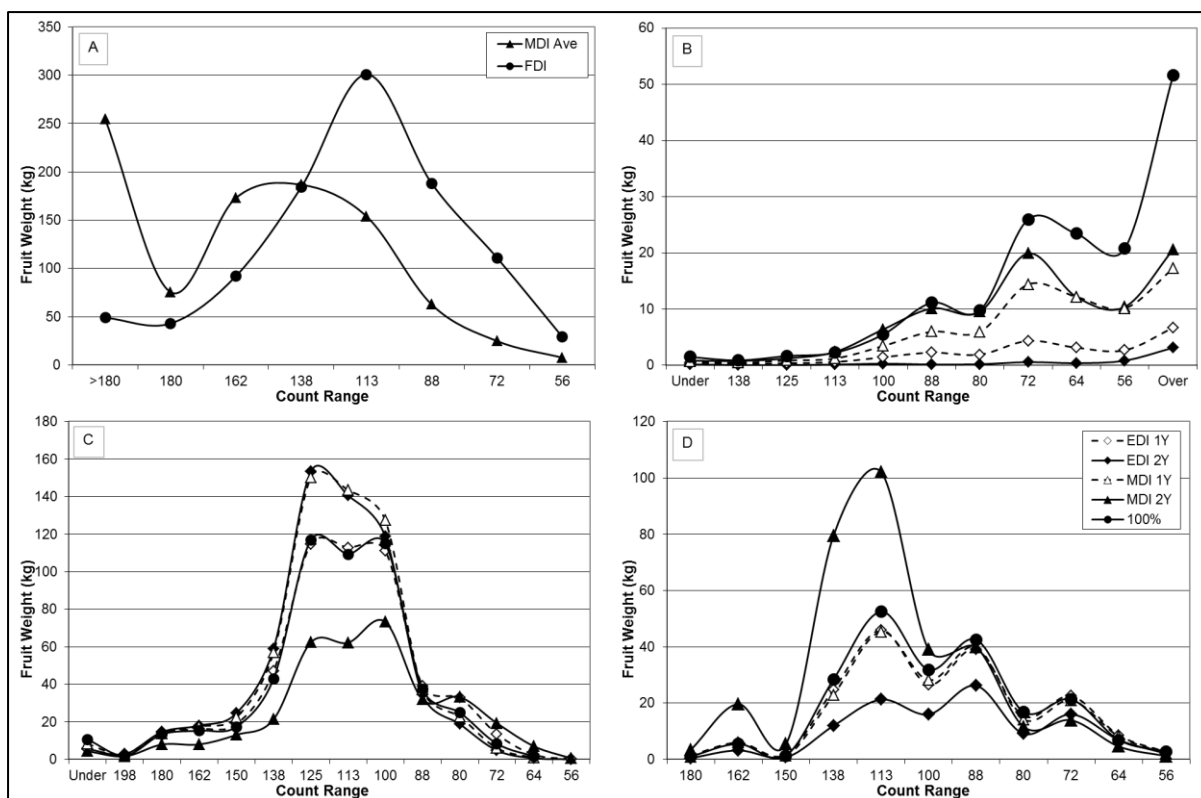 A
MDI Ave
FDI
Fruit Weight (kg)
350
300
250
200
150
100
50
0
>180 180 162 138 113 88 72 56
Count Range
B
Fruit Weight (kg)
60
50
40
30
20
10
0
Under 138 125 113 100 88 80 72 64 56 Over
Count Range
C
Fruit Weight (kg)
180
160
140
120
100
80
60
40
20
0
Under 198 180 162 150 138 125 113 100 88 80 72 64 56
Count Range
D
EDI 1Y
EDI 2Y
MDI 1Y
MDI 2Y
100%
Fruit Weight (kg)
120
100
80
60
40
20
0
180 162 150 138 113 100 88 80 72 64 56
Count Range